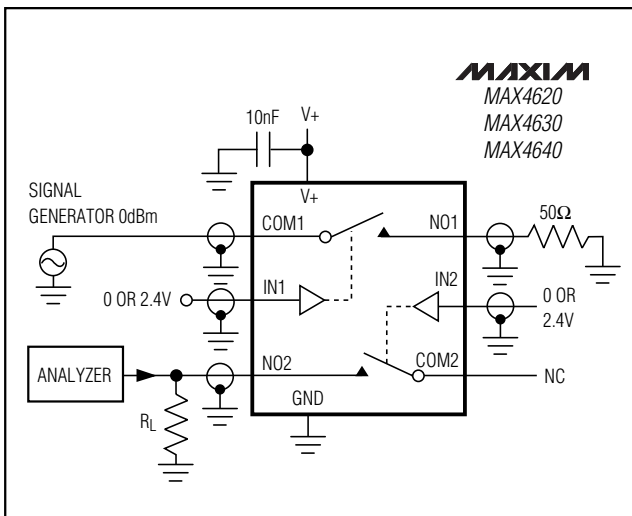 MAXIM
MAX4620
MAX4630
MAX4640
10nF
V+
V+
SIGNAL
GENERATOR 0dBm
COM1
NO1
50Ω
0 OR 2.4V
IN1
IN2
0 OR
2.4V
ANALYZER
NO2
COM2
NC
RL
GND